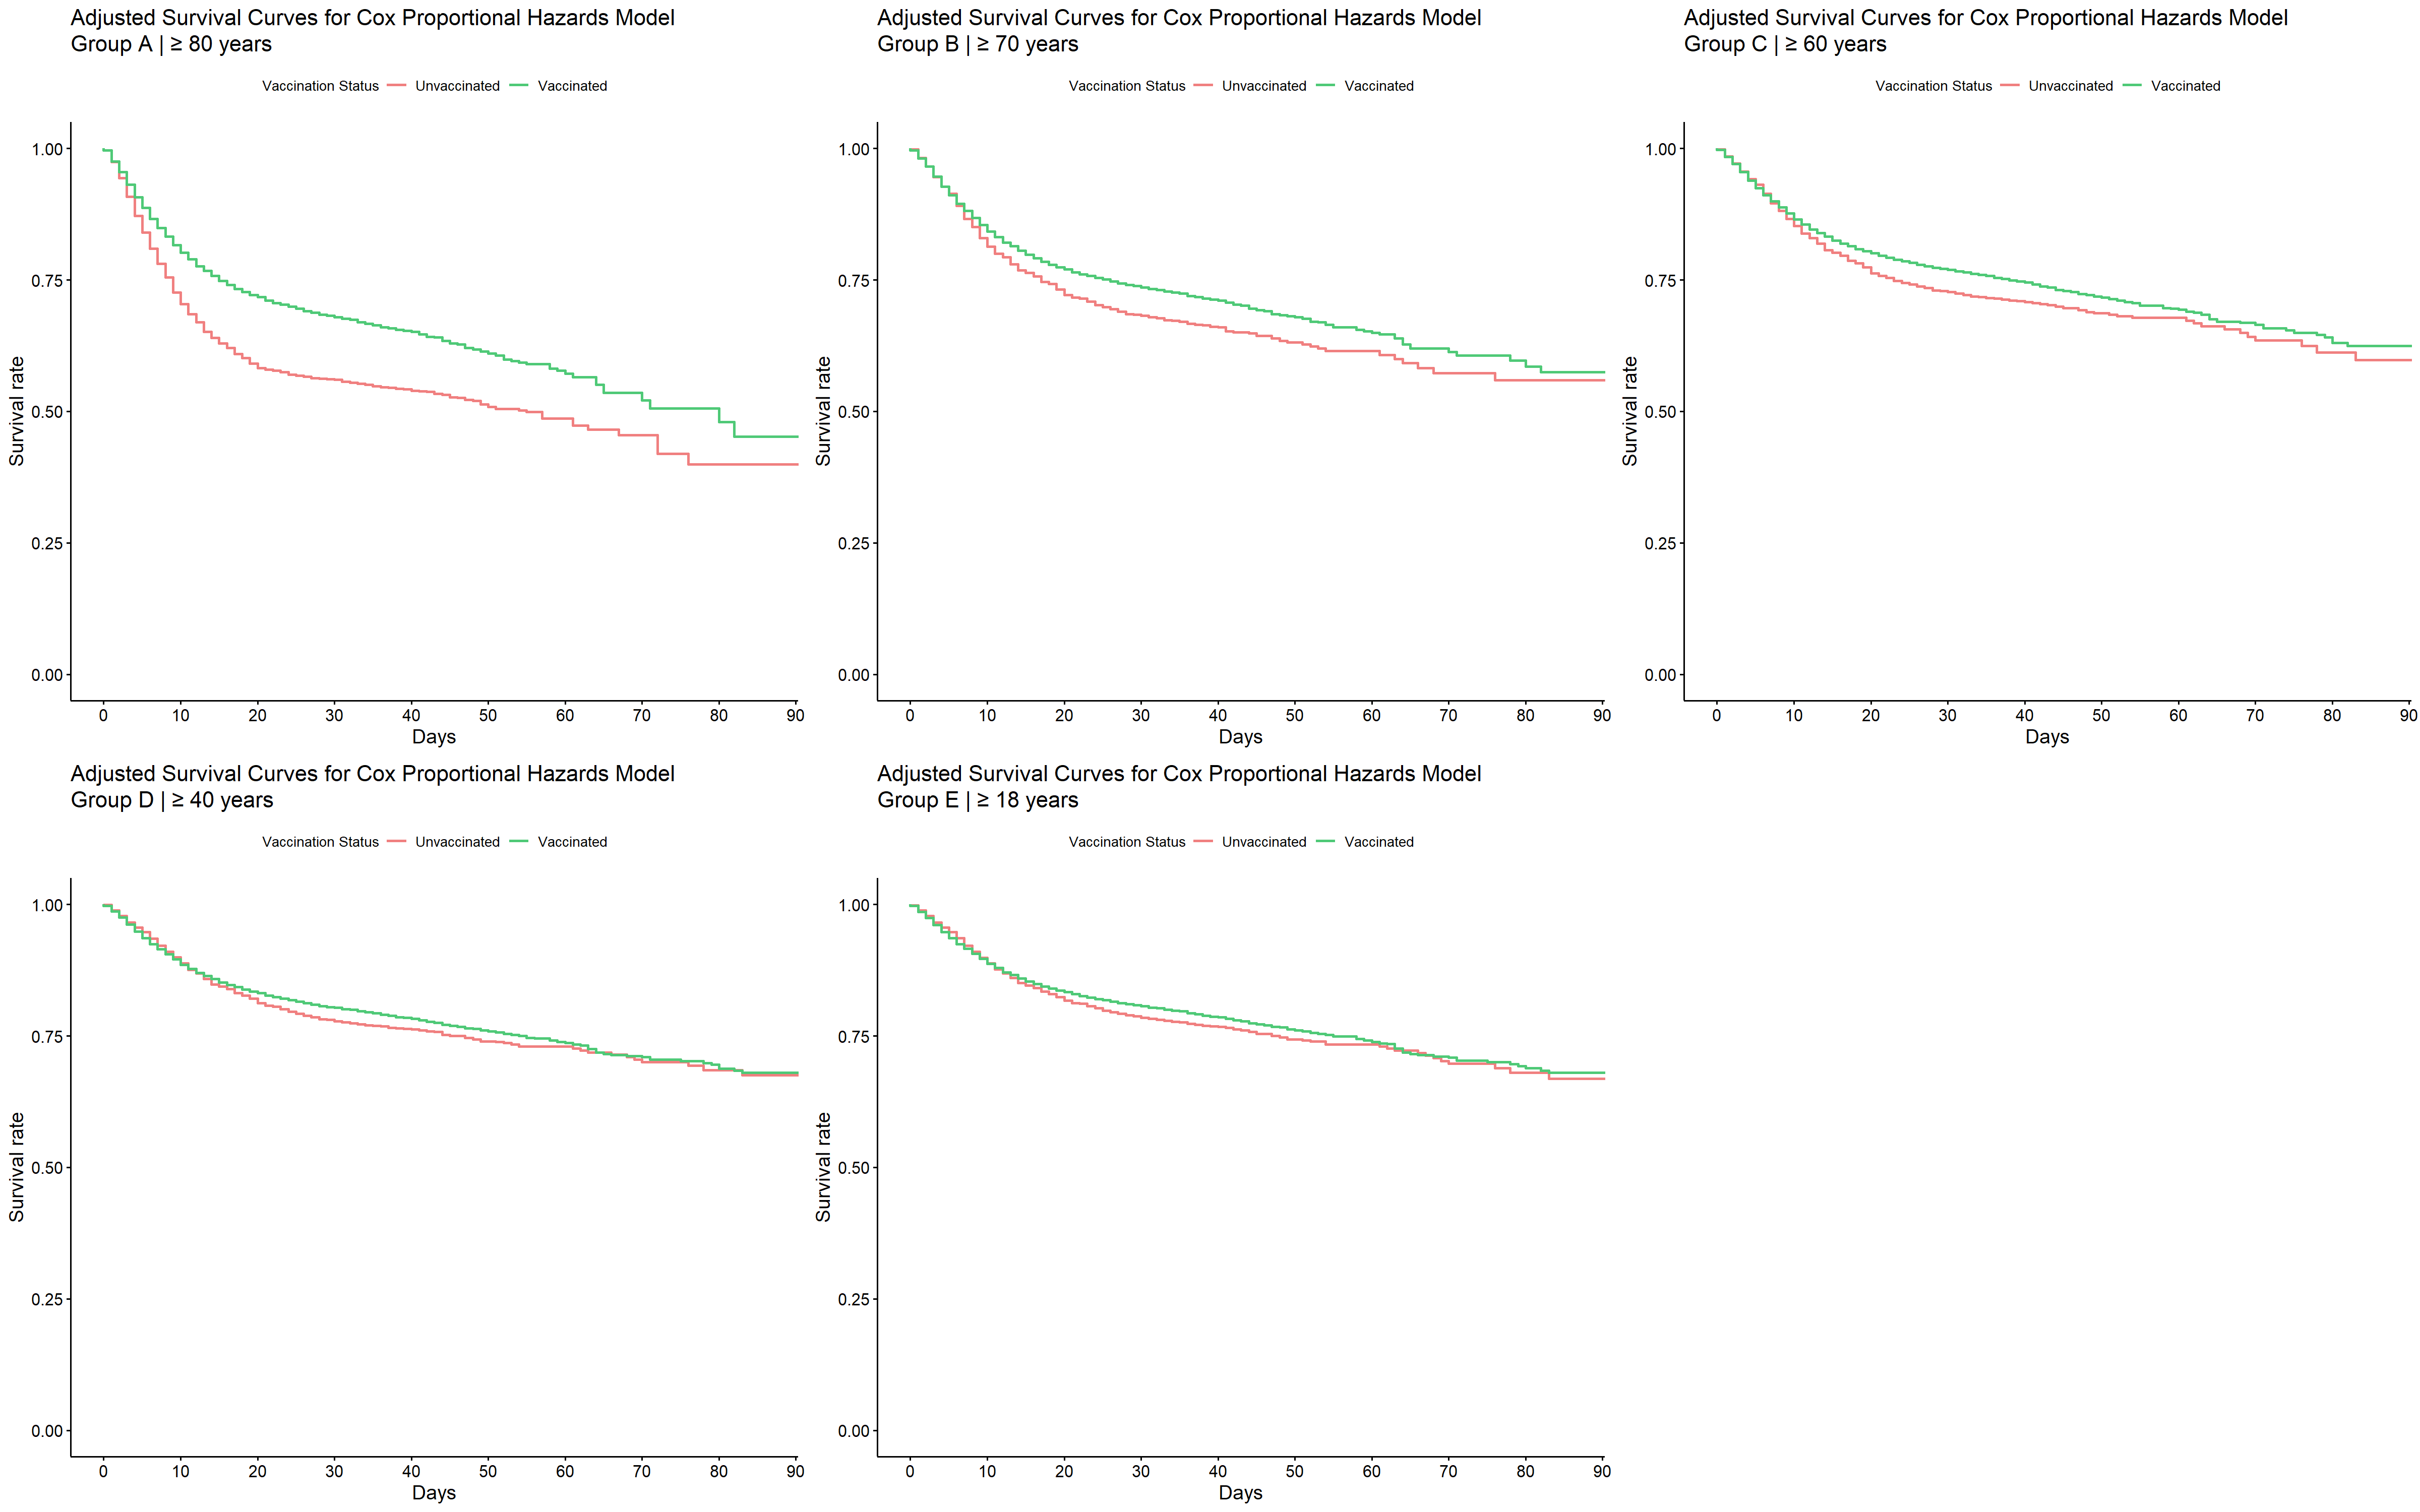 Adjusted Survival Curves for Cox Proportional Hazards Model
Group A | ≥ 80 years
Vaccination Status Unvaccinated Vaccinated
1.00
0.75
0.50
0.25
0.00
Survival rate
0 10 20 30 40 50 60 70 80 90
Days
Adjusted Survival Curves for Cox Proportional Hazards Model
Group B | ≥ 70 years
Vaccination Status Unvaccinated Vaccinated
1.00
0.75
0.50
0.25
0.00
Survival rate
0 10 20 30 40 50 60 70 80 90
Days
Adjusted Survival Curves for Cox Proportional Hazards Model
Group C | ≥ 60 years
Vaccination Status Unvaccinated Vaccinated
1.00
0.75
0.50
0.25
0.00
Survival rate
0 10 20 30 40 50 60 70 80 90
Days
Adjusted Survival Curves for Cox Proportional Hazards Model
Group D | ≥ 40 years
Vaccination Status Unvaccinated Vaccinated
1.00
0.75
0.50
0.25
0.00
Survival rate
0 10 20 30 40 50 60 70 80 90
Days
Adjusted Survival Curves for Cox Proportional Hazards Model
Group E | ≥ 18 years
Vaccination Status Unvaccinated Vaccinated
1.00
0.75
0.50
0.25
0.00
Survival rate
0 10 20 30 40 50 60 70 80 90
Days